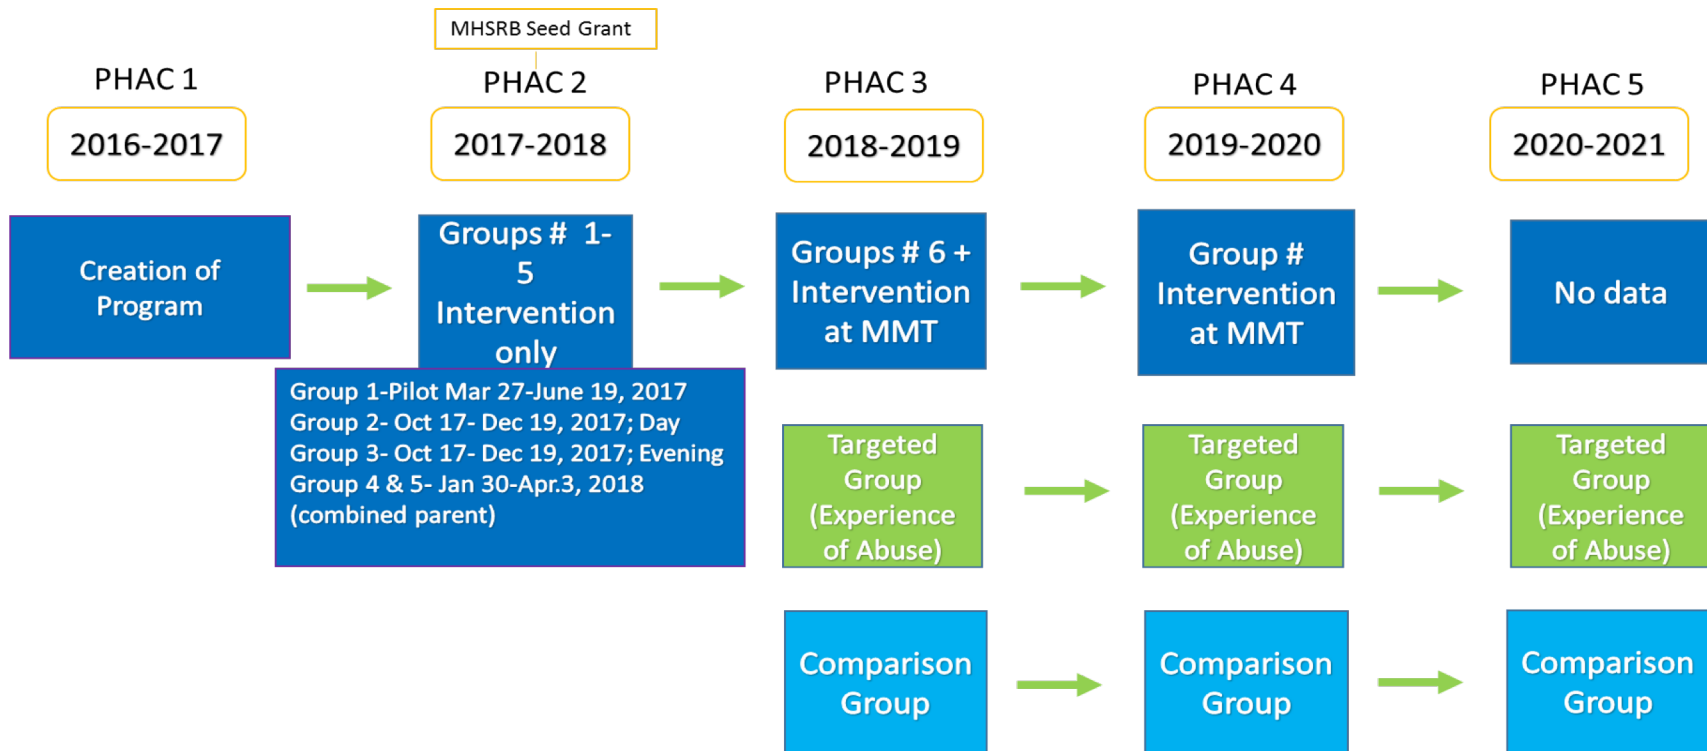 MHSRB Seed Grant
PHAC 1
PHAC 2
PHAC 3
PHAC 4
PHAC 5
2016-2017
2017-2018
2018-2019
2019-2020
2020-2021
Creation of
Program
Groups #  1-
5
Intervention
only
Groups # 6 +
Intervention
at MMT
Group #
Intervention
at MMT
No data
Group 1-Pilot Mar 27-June 19, 2017
Group 2- Oct 17- Dec 19, 2017; Day
Group 3- Oct 17- Dec 19, 2017; Evening
Group 4 & 5- Jan 30-Apr.3, 2018
(combined parent)
Targeted
Group
(Experience
of Abuse)
Targeted
Group
(Experience
of Abuse)
Targeted
Group
(Experience
of Abuse)
Comparison
Group
Comparison
Group
Comparison
Group